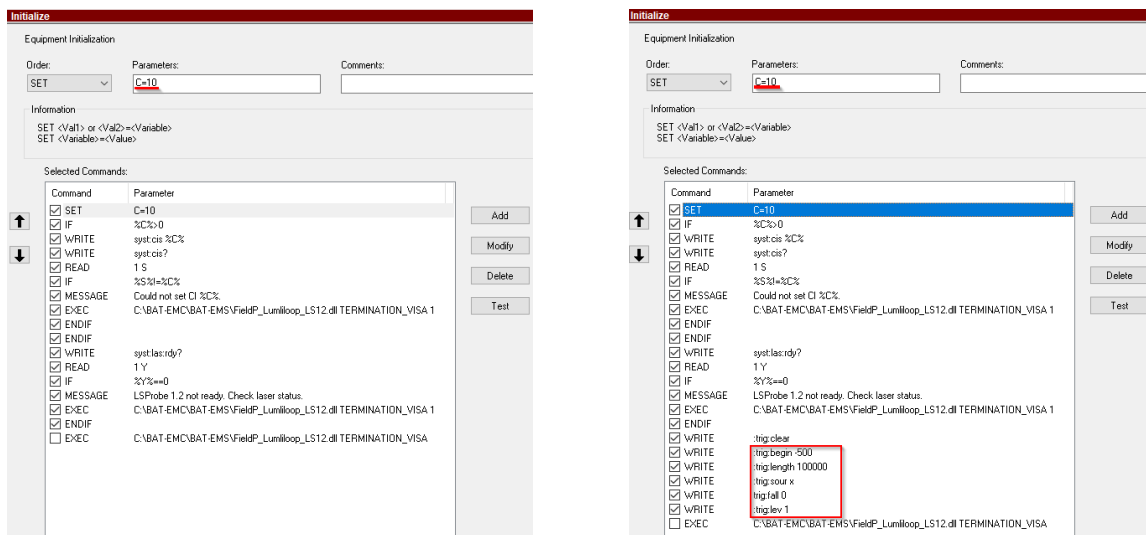 Initialize
Equipment Initialization
Order: Parameters: Comments:
SET C=10
Information
SET <Val1> or <Val2>=<Variable>
SET <Variable>=<Value>
Selected Commands:
Command Parameter
SET C=10
IF %C%>0
WRITE syst:cis %C%
WRITE syst:cis?
READ 1 S
IF %S%!=%C%
MESSAGE Could not set CI %C%.
EXEC C:\BAT-EMC\BAT-EMS\FieldP_Lumiloop_LS12.dll TERMINATION_VISA 1
ENDIF
ENDIF
WRITE syst:las:rdy?
READ 1 Y
IF %Y%==0
MESSAGE LSProbe 1.2 not ready. Check laser status.
EXEC C:\BAT-EMC\BAT-EMS\FieldP_Lumiloop_LS12.dll TERMINATION_VISA 1
ENDIF
EXEC C:\BAT-EMC\BAT-EMS\FieldP_Lumiloop_LS12.dll TERMINATION_VISA
Add
Modify
Delete
Test
Initialize
Equipment Initialization
Order: Parameters: Comments:
SET C=10
Information
SET <Val1> or <Val2>=<Variable>
SET <Variable>=<Value>
Selected Commands:
Command Parameter
SET C=10
IF %C%>0
WRITE syst:cis %C%
WRITE syst:cis?
READ 1 S
IF %S%!=%C%
MESSAGE Could not set CI %C%.
EXEC C:\BAT-EMC\BAT-EMS\FieldP_Lumiloop_LS12.dll TERMINATION_VISA 1
ENDIF
ENDIF
WRITE syst:las:rdy?
READ 1 Y
IF %Y%==0
MESSAGE LSProbe 1.2 not ready. Check laser status.
EXEC C:\BAT-EMC\BAT-EMS\FieldP_Lumiloop_LS12.dll TERMINATION_VISA 1
ENDIF
WRITE :trig:clear
WRITE :trig:begin -500
WRITE :trig:length 100000
WRITE :trig:sour x
WRITE trig:fall 0
WRITE :trig:lev 1
EXEC C:\BAT-EMC\BAT-EMS\FieldP_Lumiloop_LS12.dll TERMINATION_VISA
Add
Modify
Delete
Test